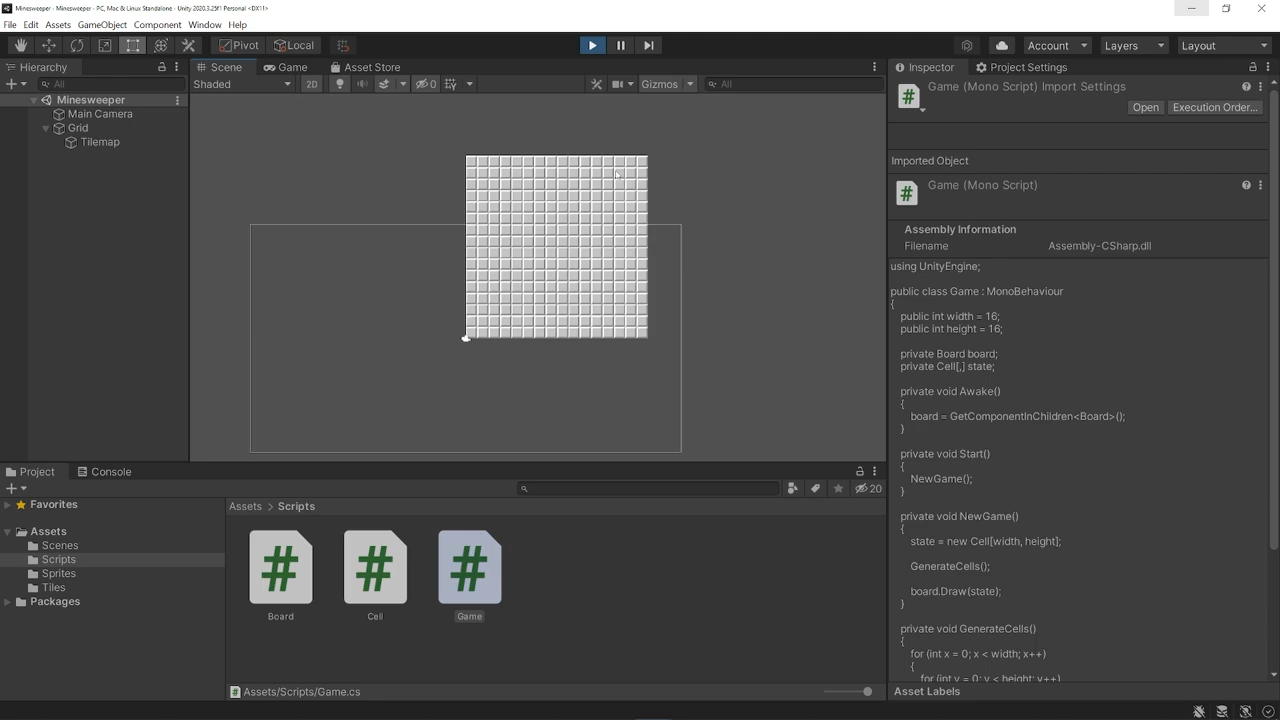 Minesweeper - Minesweeper - PC, Mac & Linux Standalone - Unity 2020.3.25f1 Personal <DX11>
File Edit Assets GameObject Component Window Help
Pivot Local Account Layers Layout
Hierarchy
All
Minesweeper
Main Camera
Grid
Tilemap
Scene Game Asset Store
Shaded 2D 0 Gizmos All
Inspector Project Settings
Game (Mono Script) Import Settings
Open Execution Order...
Imported Object
Game (Mono Script)
Assembly Information
Filename Assembly-CSharp.dll
using UnityEngine;
public class Game : MonoBehaviour
{
public int width = 16;
public int height = 16;
private Board board;
private Cell[,] state;
private void Awake()
{
board = GetComponentInChildren<Board>();
}
private void Start()
{
NewGame();
}
private void NewGame()
{
state = new Cell[width, height];
GenerateCells();
board.Draw(state);
}
private void GenerateCells()
{
for (int x = 0; x < width; x++)
{
for (int y = 0; y < height; y++)
Asset Labels
Project Console
20
Favorites
Assets
Scenes
Scripts
Sprites
Tiles
Packages
Assets > Scripts
Board Cell Game
Assets/Scripts/Game.cs